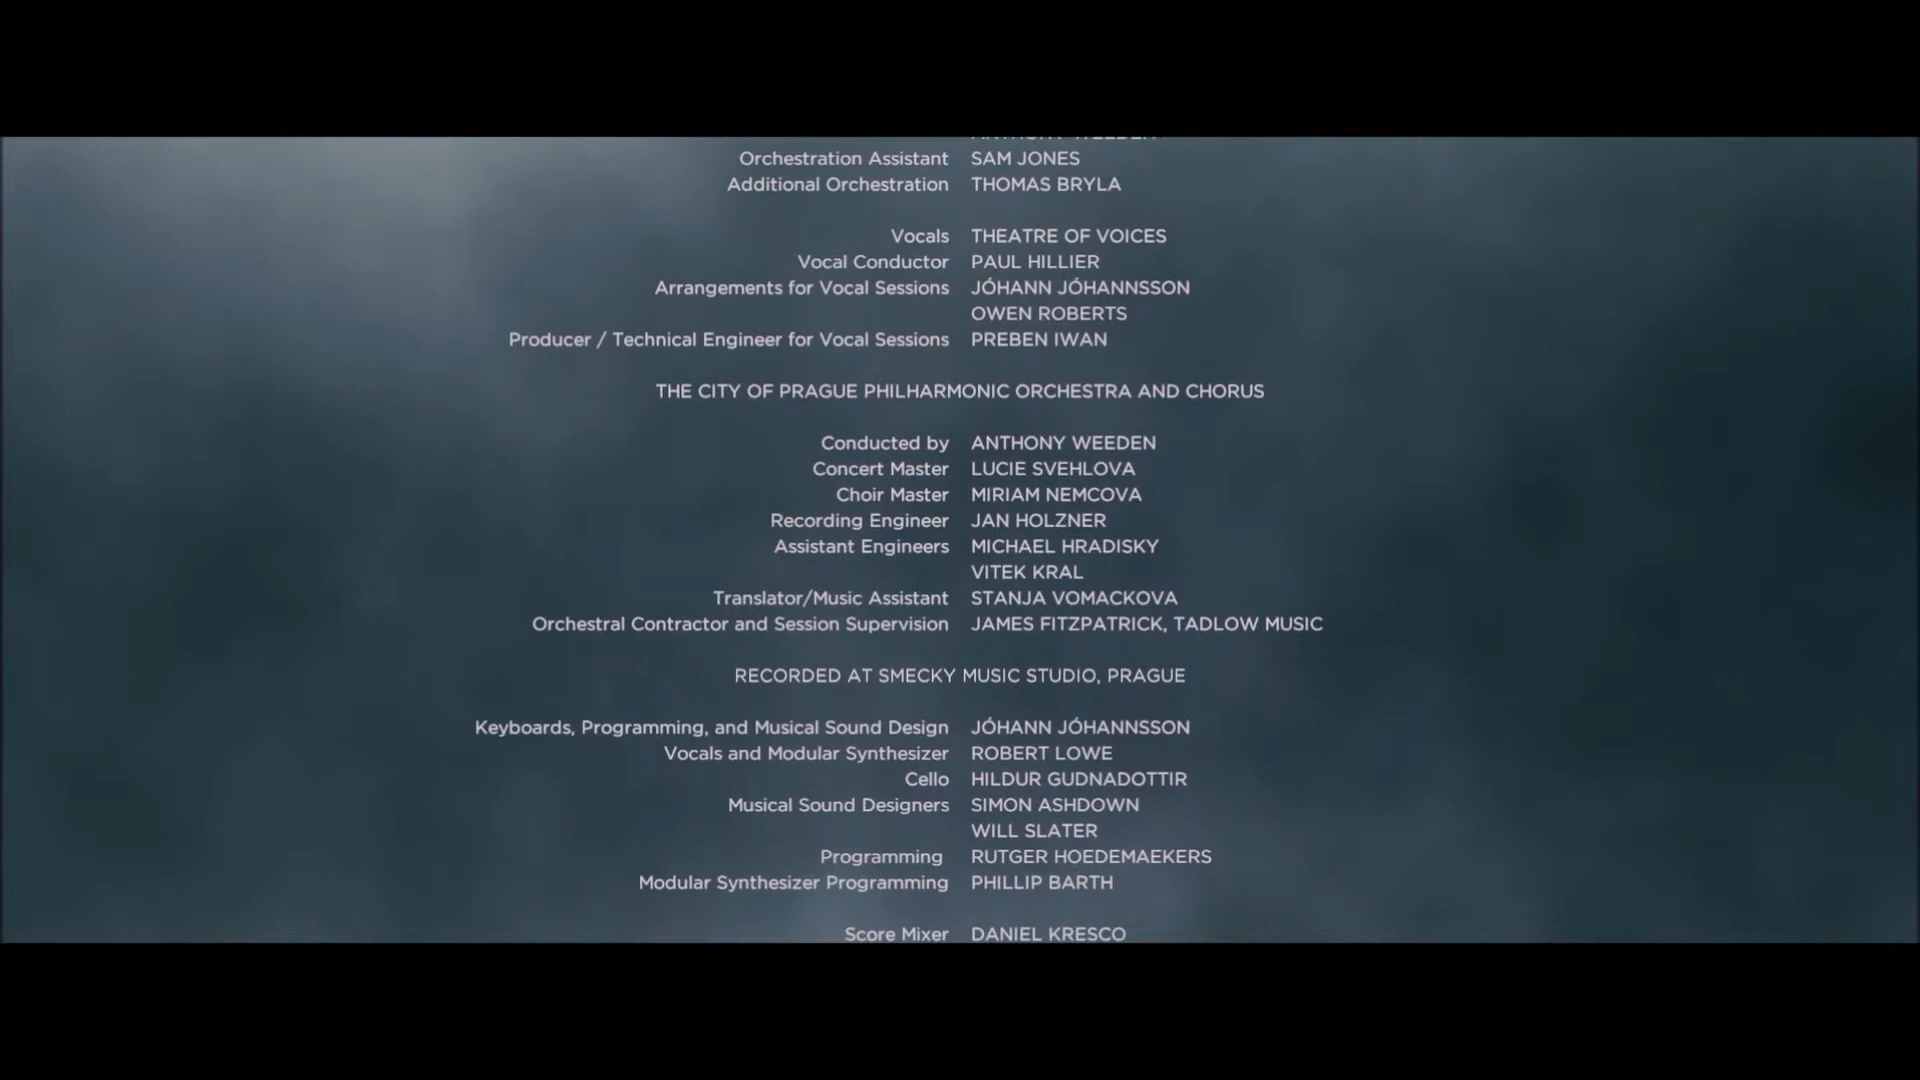 Orchestration Assistant SAM JONES
Additional Orchestration THOMAS BRYLA
Vocals THEATRE OF VOICES
Vocal Conductor PAUL HILLIER
Arrangements for Vocal Sessions JÓHANN JÓHANNSSON
OWEN ROBERTS
Producer / Technical Engineer for Vocal Sessions PREBEN IWAN
THE CITY OF PRAGUE PHILHARMONIC ORCHESTRA AND CHORUS
Conducted by ANTHONY WEEDEN
Concert Master LUCIE SVEHLOVA
Choir Master MIRIAM NEMCOVA
Recording Engineer JAN HOLZNER
Assistant Engineers MICHAEL HRADISKY
VITEK KRAL
Translator/Music Assistant STANJA VOMACKOVA
Orchestral Contractor and Session Supervision JAMES FITZPATRICK, TADLOW MUSIC
RECORDED AT SMECKY MUSIC STUDIO, PRAGUE
Keyboards, Programming, and Musical Sound Design JÓHANN JÓHANNSSON
Vocals and Modular Synthesizer ROBERT LOWE
Cello HILDUR GUDNADOTTIR
Musical Sound Designers SIMON ASHDOWN
WILL SLATER
Programming RUTGER HOEDEMAEKERS
Modular Synthesizer Programming PHILLIP BARTH
Score Mixer DANIEL KRESCO